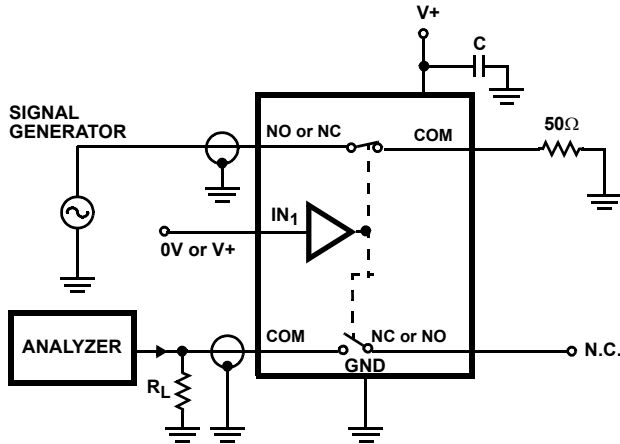 V+
C
SIGNAL
GENERATOR
NO or NC
COM
50Ω
IN1
0V or V+
ANALYZER
COM
NC or NO
N.C.
GND
RL